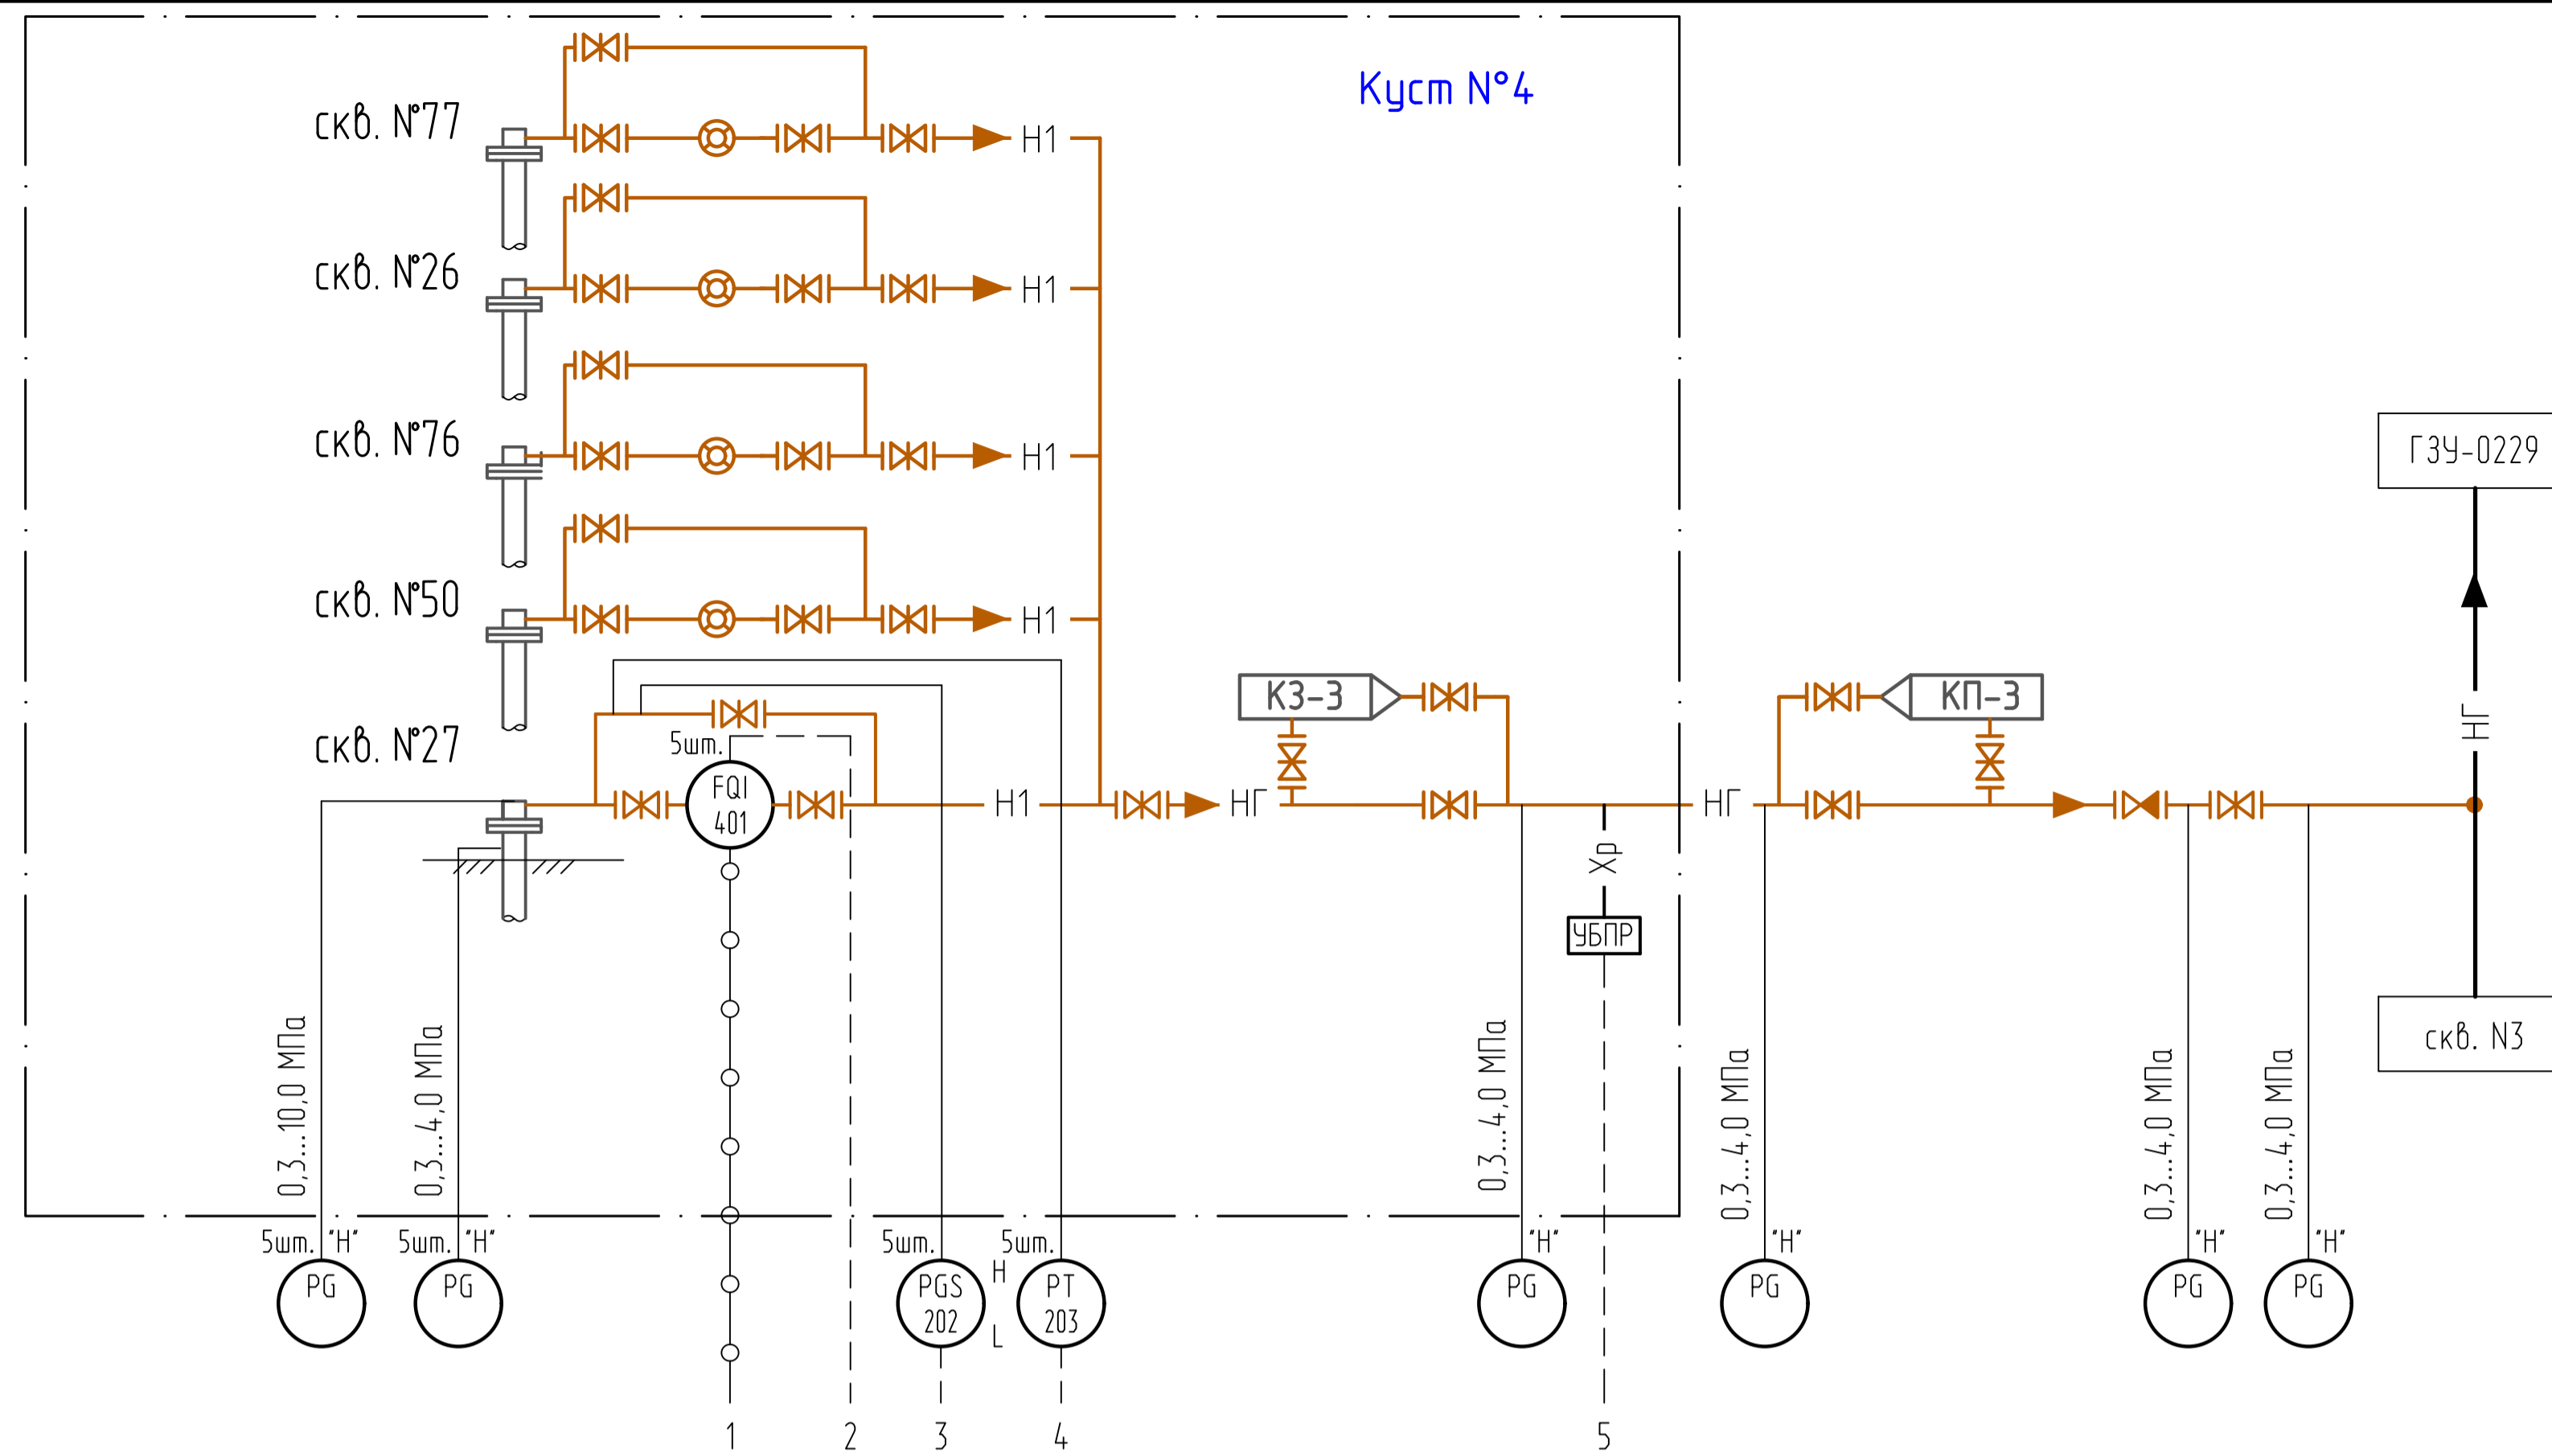 Куст №4
скв. №77
Н1
скв. №26
Н1
скв. №76
Н1
ГЗУ-0229
скв. №50
Н1
КЗ-3
КП-3
НГ
скв. №27
5шт.
FQI
401
Н1
НГ
НГ
Хр
УБПР
скв. N3
0,3...10,0 МПа
0,3...4,0 МПа
0,3...4,0 МПа
0,3...4,0 МПа
0,3...4,0 МПа
0,3...4,0 МПа
5шт. "Н"
5шт. "Н"
5шт.
5шт.
"Н"
"Н"
"Н"
"Н"
PG
PG
PGS
202
H
L
PT
203
PG
PG
PG
PG
1
2
3
4
5